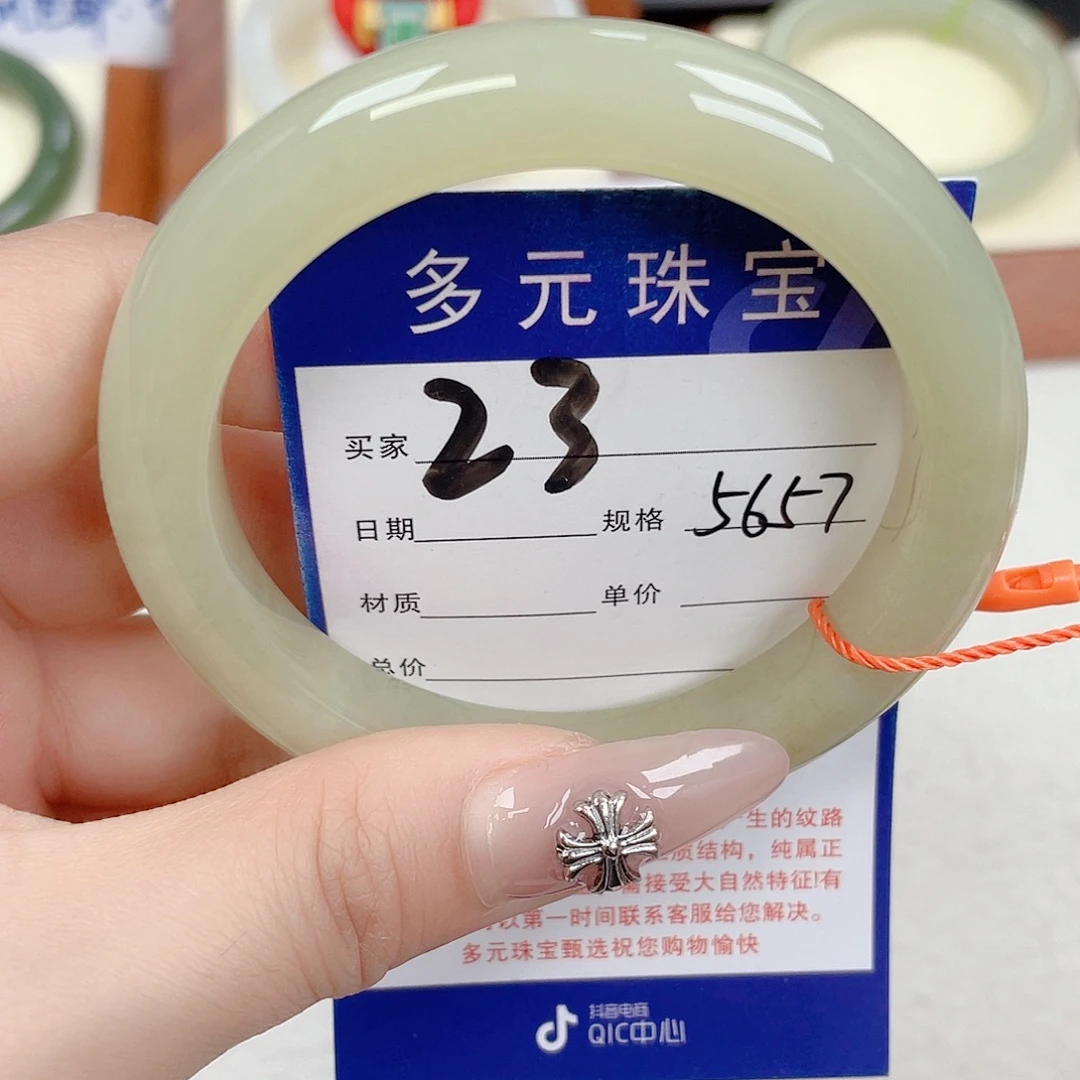 多元珠宝
买家 23
日期 规格 5657
材质 单价
总价
生的纹路
质结构，纯属正
需接受大自然特征!有
以第一时间联系客服给您解决。
多元珠宝甄选祝您购物愉快
抖音电商
QIC中心